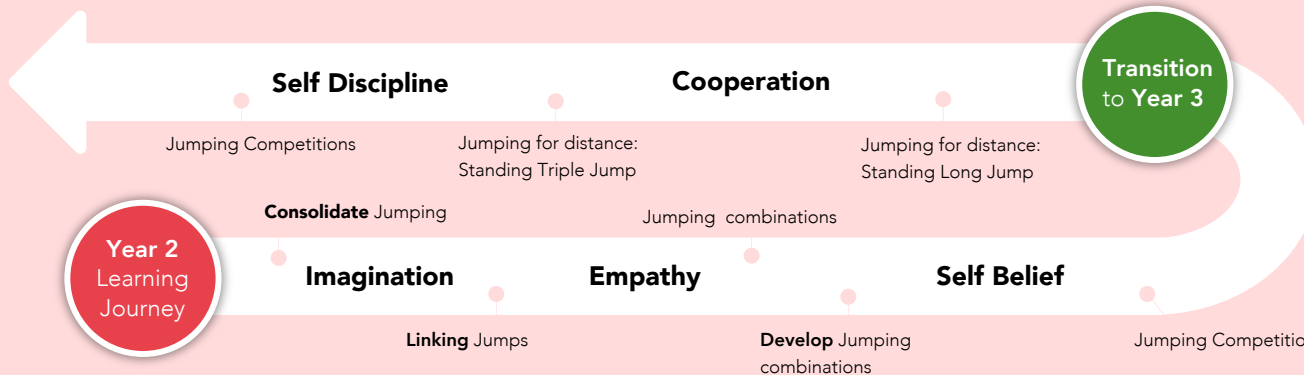 Self Discipline
Cooperation
Transition
to Year 3
Jumping Competitions
Jumping for distance:
Standing Triple Jump
Jumping for distance:
Standing Long Jump
Consolidate Jumping
Jumping combinations
Year 2
Learning
Journey
Imagination
Empathy
Self Belief
Linking Jumps
Develop Jumping
combinations
Jumping Competitio